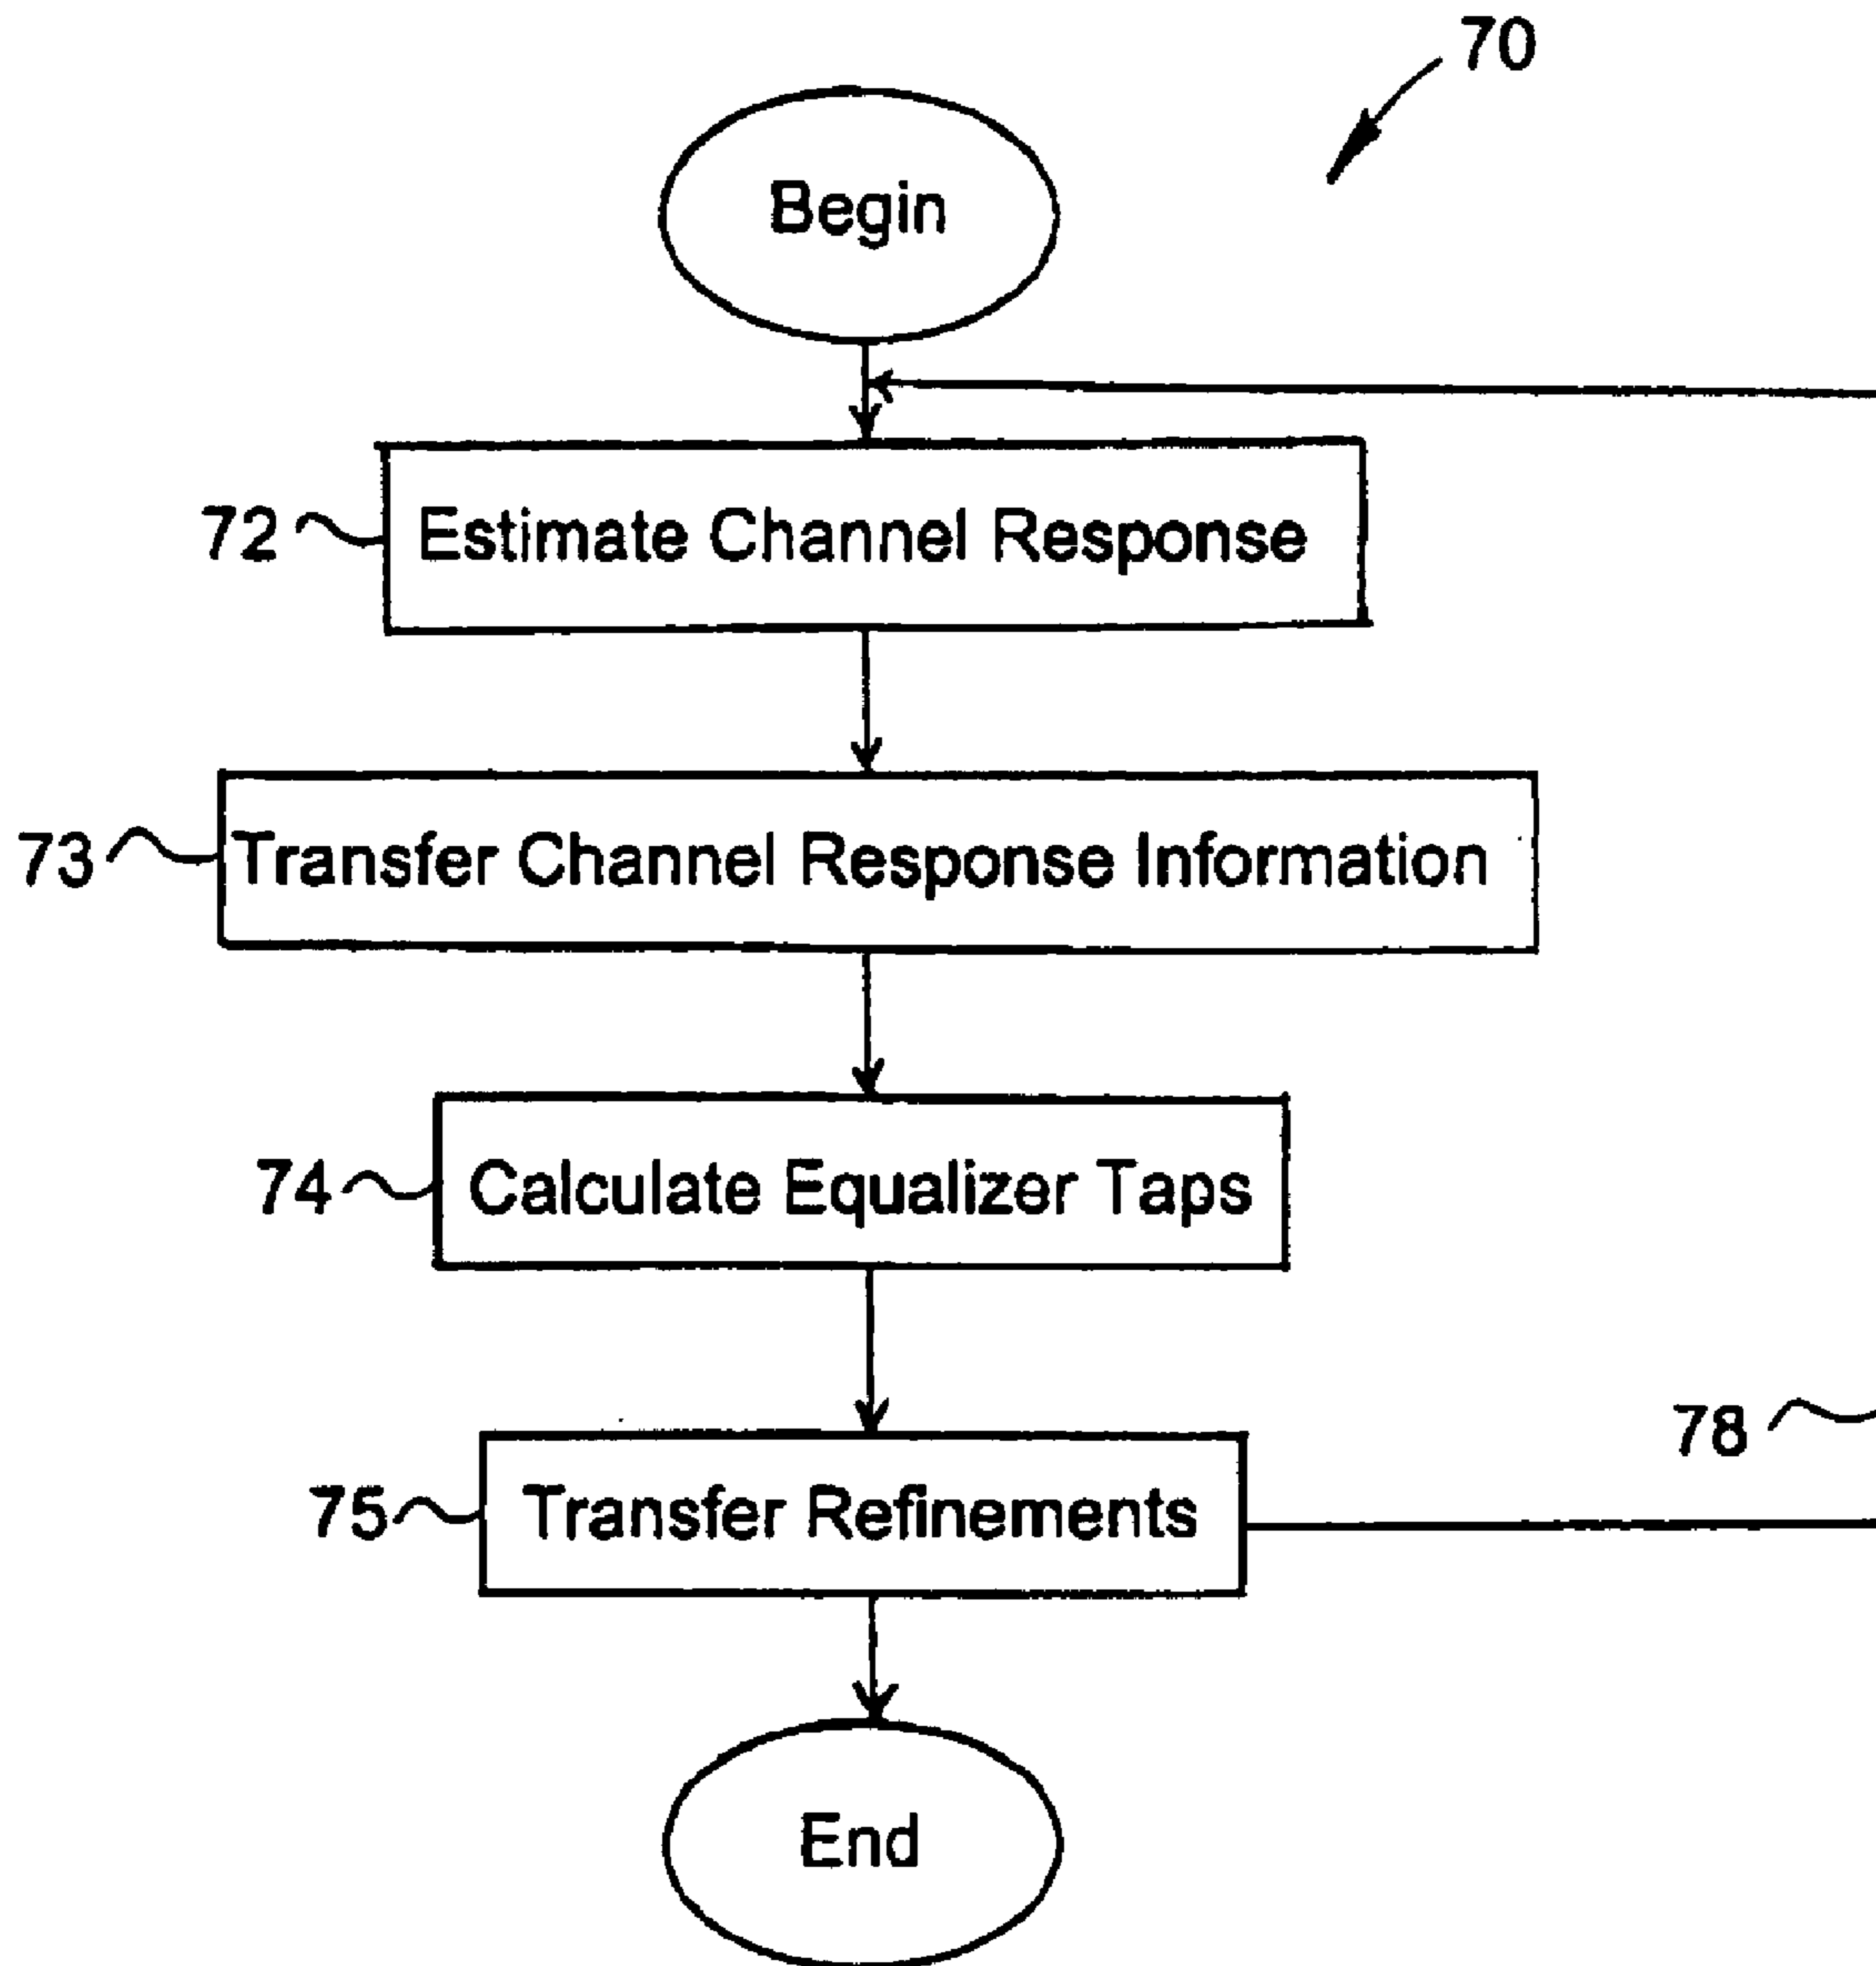 70
Begin
72 Estimate Channel Response
73 Transfer Channel Response Information
74 Calculate Equalizer Taps
78
75 Transfer Refinements
End